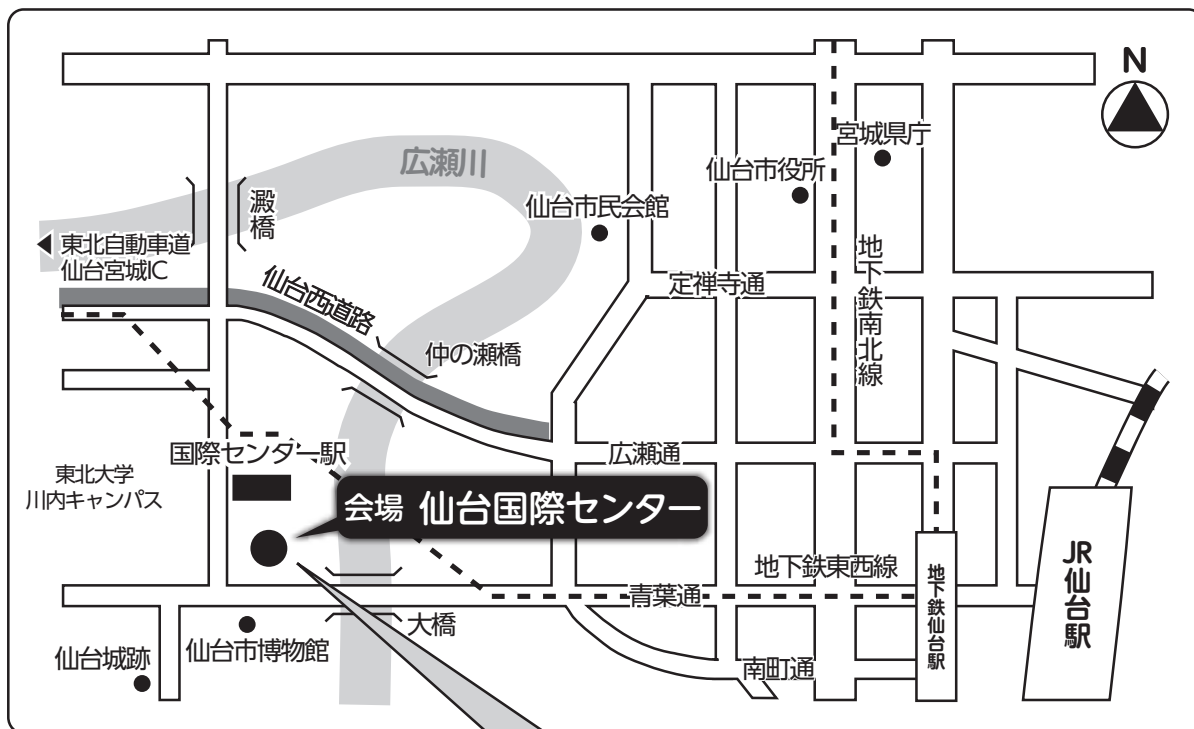 N
宮城県庁
仙台市役所
広瀬川
澱橋
仙台市民会館
東北自動車道
仙台宮城IC
地下鉄南北線
定禅寺通
仙台西道路
仲の瀬橋
国際センター駅
広瀬通
東北大学
川内キャンパス
会場 仙台国際センター
JR仙台駅
地下鉄東西線
地下鉄仙台駅
青葉通
大橋
仙台市博物館
仙台城跡
南町通